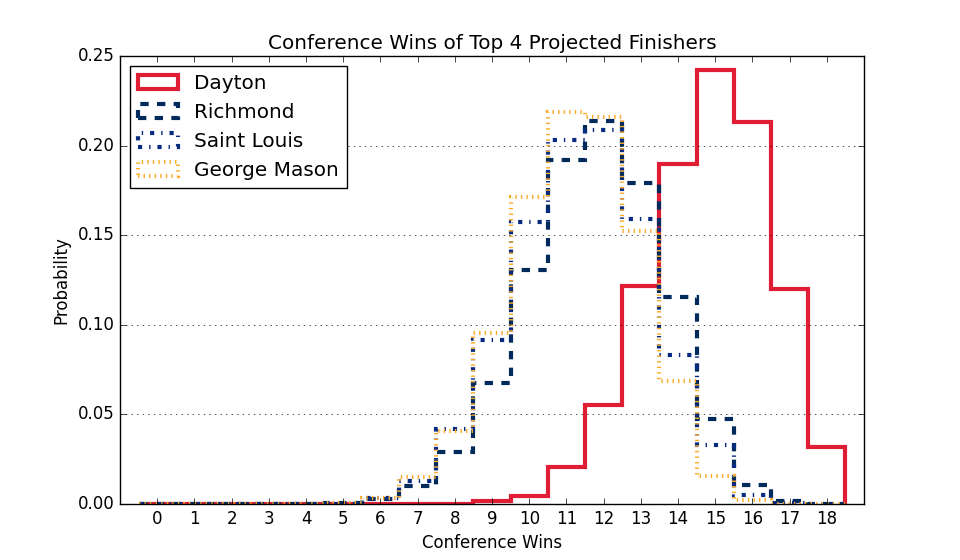 Conference Wins of Top 4 Projected Finishers
0.25
0.20
0.15
0.10
0.05
0.00
Probability
Dayton
Richmond
Saint Louis
George Mason
0 1 2 3 4 5 6 7 8 9 10 11 12 13 14 15 16 17 18
Conference Wins